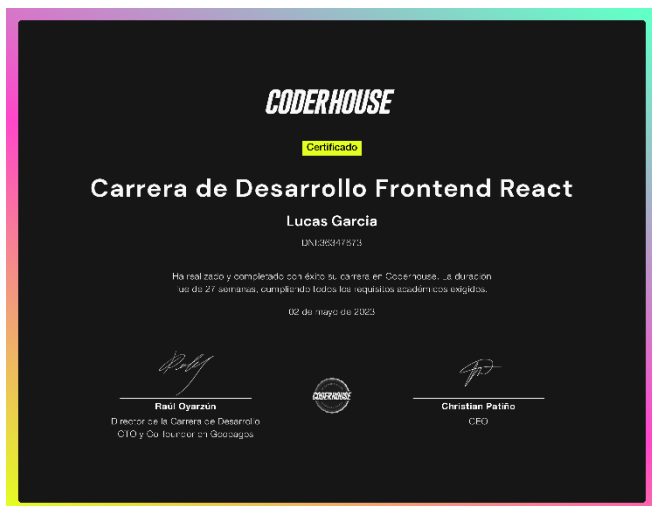 CODERHOUSE
Certificado
Carrera de Desarrollo Frontend React
Lucas Garcia
DNI:36347673
Ha realizado y completado con éxito su carrera en Coderhouse. La duración
fue de 27 semanas, cumpliendo todos los requisitos académicos exigidos.
02 de mayo de 2023
Raúl Oyarzún
Christian Patiño
Director de la Carrera de Desarrollo
CEO
CTO y Co-founder en Geopagos
CODERHOUSE